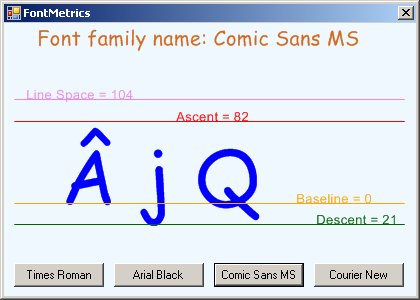 FontMetrics
Font family name: Comic Sans MS
Line Space = 104
Ascent = 82
Â j Q
Baseline = 0
Descent = 21
Times Roman Arial Black Comic Sans MS Courier New